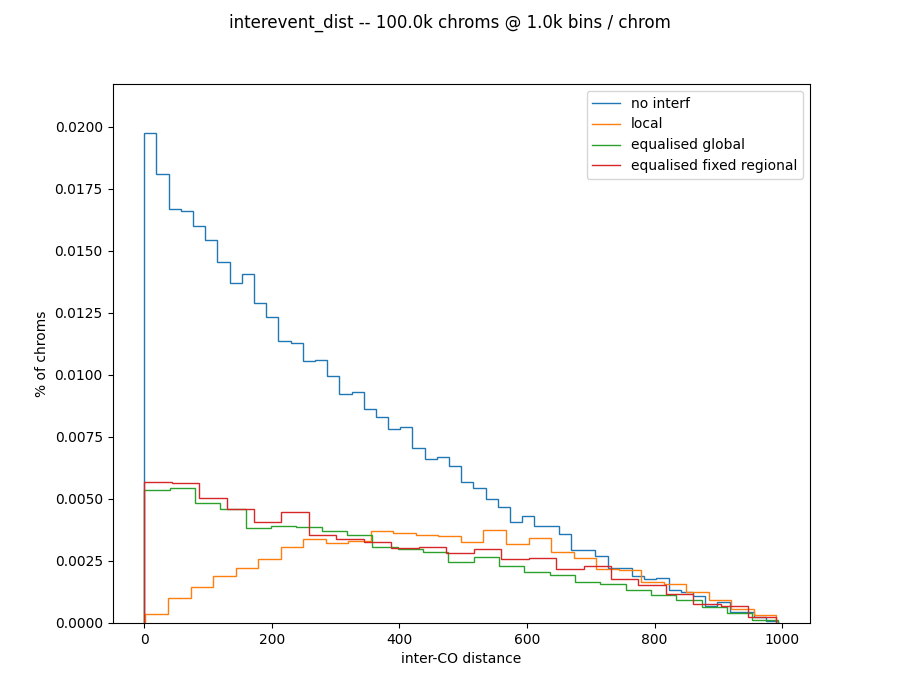 interevent_dist -- 100.0k chroms @ 1.0k bins / chrom
no interf
local
equalised global
equalised fixed regional
% of chroms
0.0200
0.0175
0.0150
0.0125
0.0100
0.0075
0.0050
0.0025
0.0000
0 200 400 600 800 1000
inter-CO distance